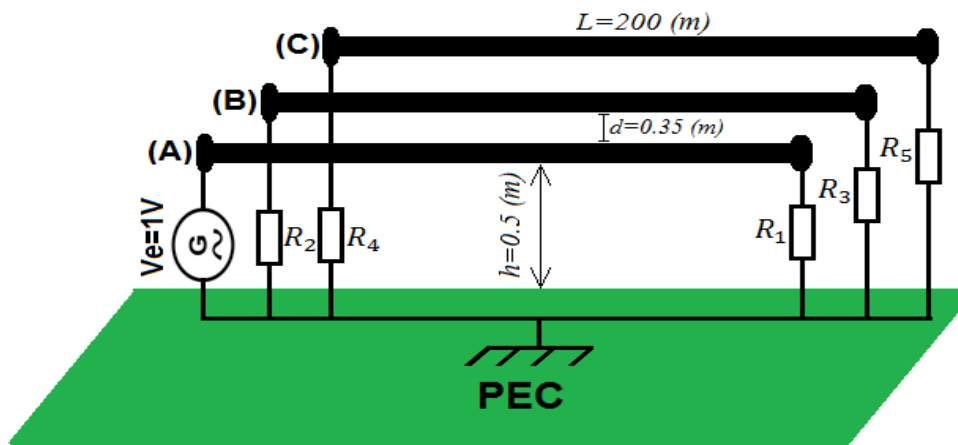 (C)
L=200 (m)
(B)
d=0.35 (m)
(A)
R₅
R₃
Ve=1V
G
R₂
R₄
h=0.5 (m)
R₁
PEC